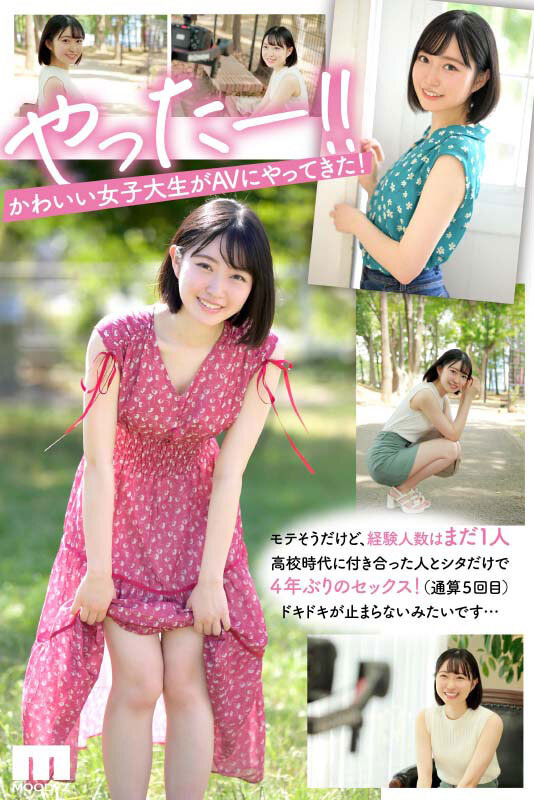 やったー!!
かわいい女子大生がAVにやってきた!
モテそうだけど、経験人数はまだ1人
高校時代に付き合った人とシタだけで
4年ぶりのセックス!(通算5回目)
ドキドキが止まらないみたいです…
MOODYZ